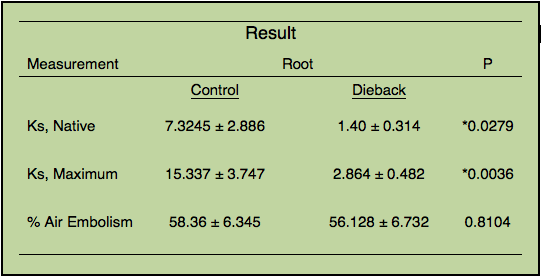 Result
Measurement Root P
Control Dieback
Ks, Native 7.3245 ± 2.886 1.40 ± 0.314 *0.0279
Ks, Maximum 15.337 ± 3.747 2.864 ± 0.482 *0.0036
% Air Embolism 58.36 ± 6.345 56.128 ± 6.732 0.8104